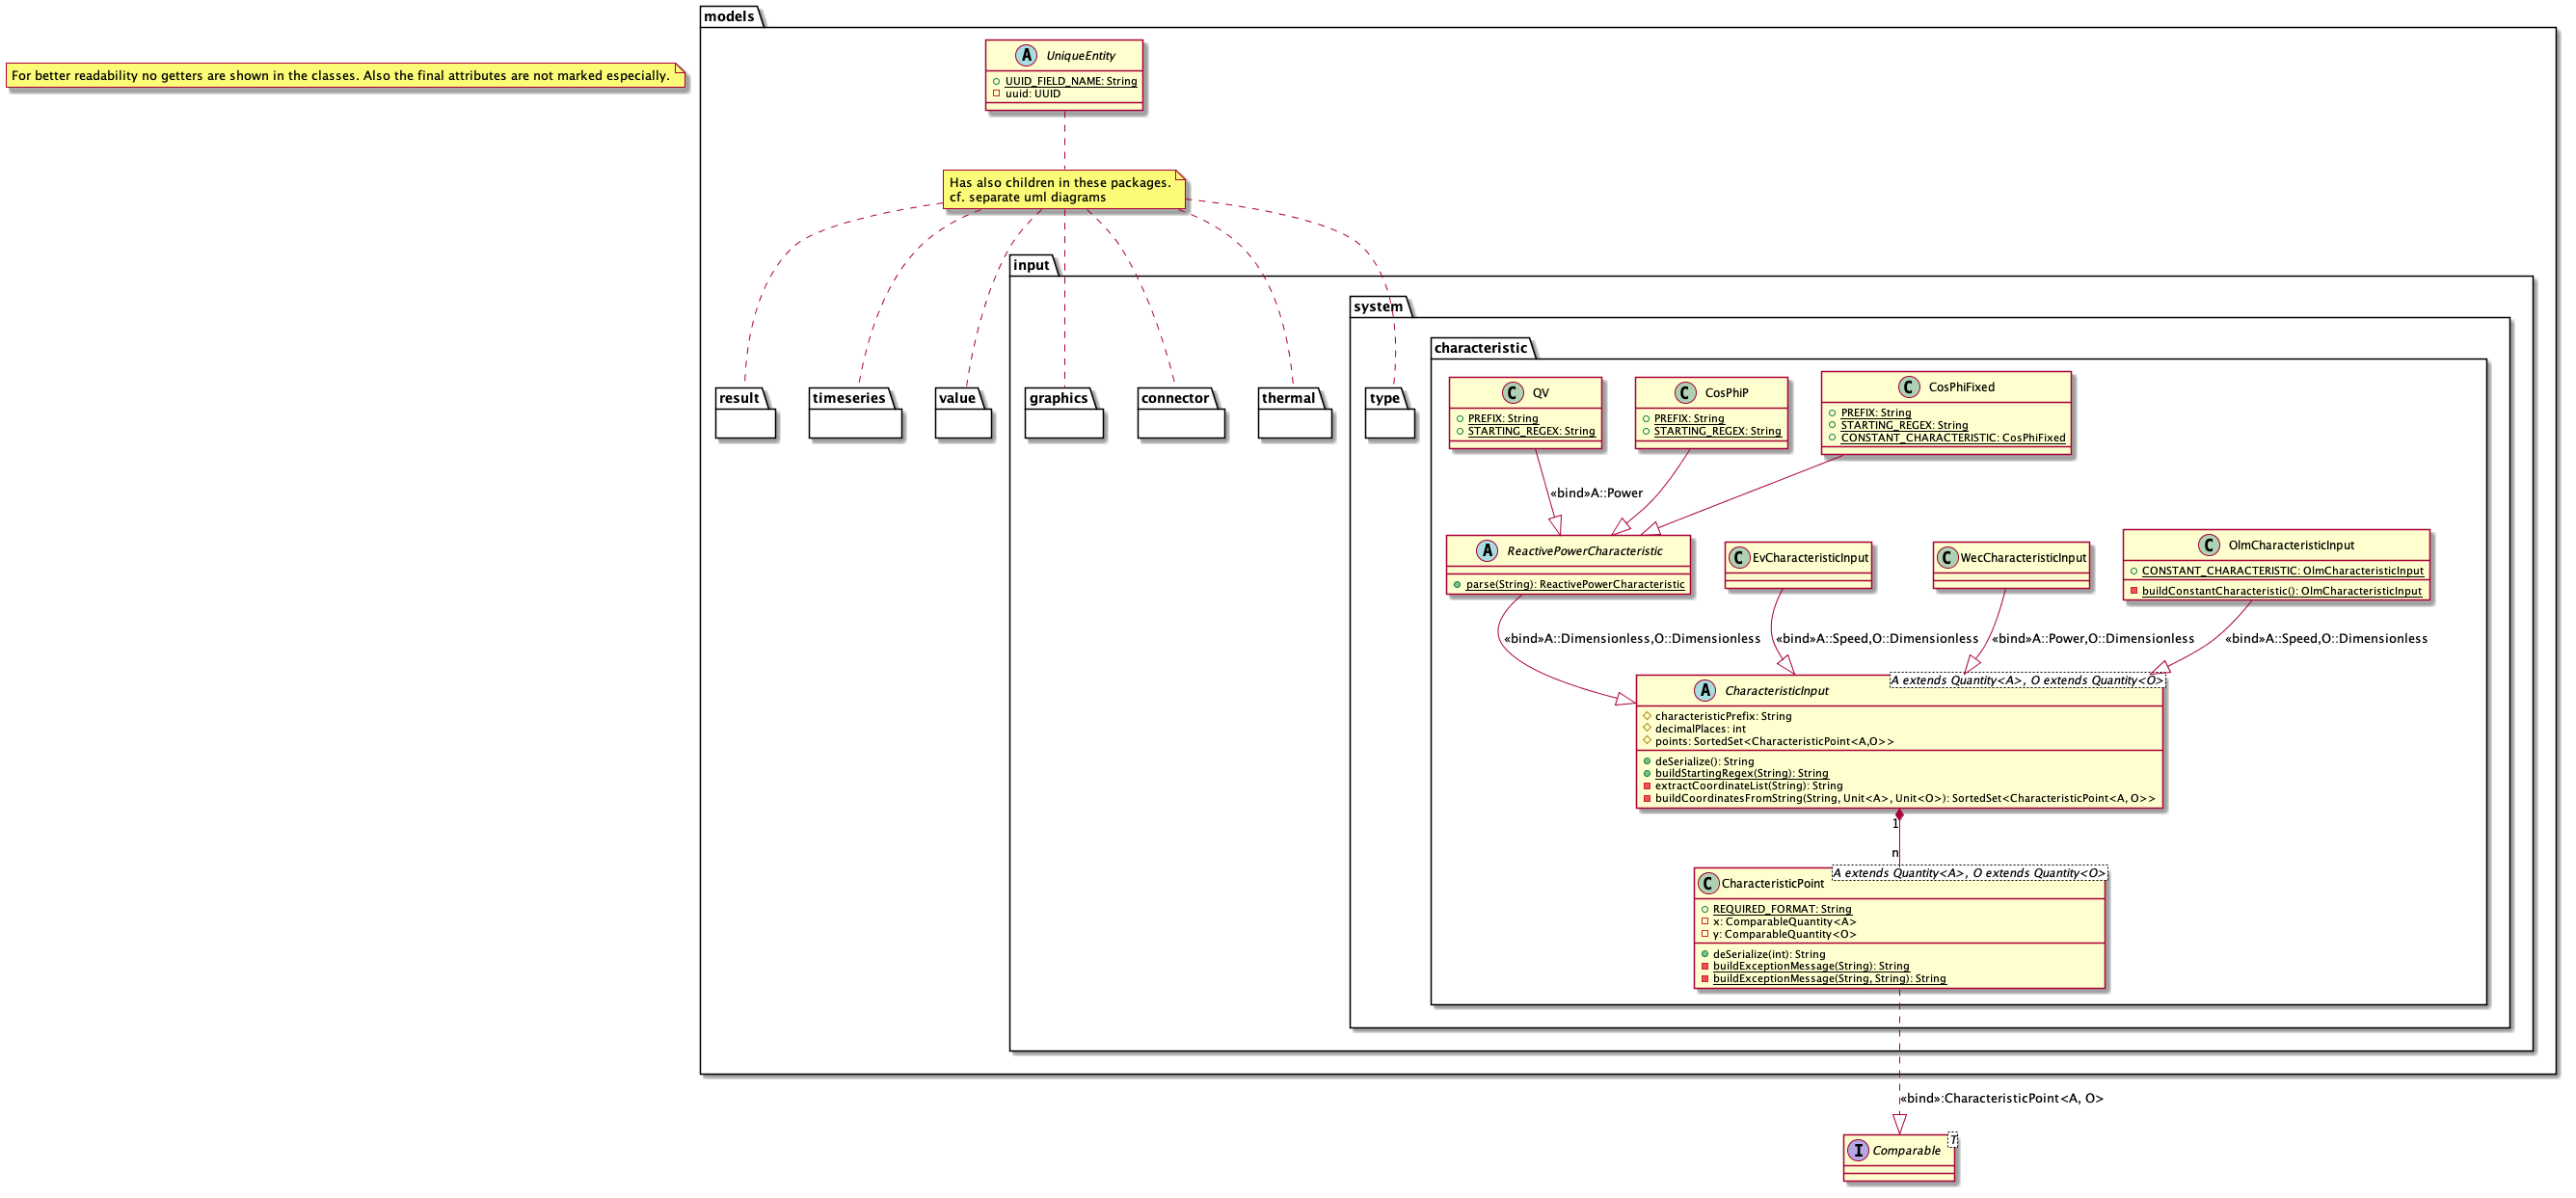 models
For better readability no getters are shown in the classes. Also the final attributes are not marked especially.
A UniqueEntity
UUID_FIELD_NAME: String
uuid: UUID
Has also children in these packages.
cf. separate uml diagrams
input
system
characteristic
result
timeseries
value
graphics
connector
thermal
type
C QV
PREFIX: String
STARTING_REGEX: String
C CosPhiP
PREFIX: String
STARTING_REGEX: String
C CosPhiFixed
PREFIX: String
STARTING_REGEX: String
CONSTANT_CHARACTERISTIC: CosPhiFixed
«bind»A::Power
A ReactivePowerCharacteristic
parse(String): ReactivePowerCharacteristic
C EvCharacteristicInput
C WecCharacteristicInput
C OlmCharacteristicInput
CONSTANT_CHARACTERISTIC: OlmCharacteristicInput
buildConstantCharacteristic(): OlmCharacteristicInput
«bind»A::Dimensionless,O::Dimensionless
«bind»A::Speed,O::Dimensionless
«bind»A::Power,O::Dimensionless
«bind»A::Speed,O::Dimensionless
A CharacteristicInput
A extends Quantity<A>, O extends Quantity<O>
characteristicPrefix: String
decimalPlaces: int
points: SortedSet<CharacteristicPoint<A,O>>
deSerialize(): String
buildStartingRegex(String): String
extractCoordinateList(String): String
buildCoordinatesFromString(String, Unit<A>, Unit<O>): SortedSet<CharacteristicPoint<A, O>>
1
n
C CharacteristicPoint
A extends Quantity<A>, O extends Quantity<O>
REQUIRED_FORMAT: String
x: ComparableQuantity<A>
y: ComparableQuantity<O>
deSerialize(int): String
buildExceptionMessage(String): String
buildExceptionMessage(String, String): String
«bind»:CharacteristicPoint<A, O>
I Comparable
T